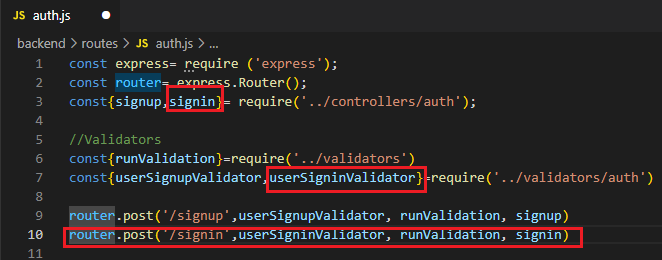 JS auth.js ●
backend > routes > JS auth.js > ...
1 const express= require ('express');
2 const router= express.Router();
3 const{signup,signin}= require('../controllers/auth');
4
5 //Validators
6 const{runValidation}=require('../validators')
7 const{userSignupValidator,userSigninValidator}=require('../validators/auth')
8
9 router.post('/signup',userSignupValidator, runValidation, signup)
10 router.post('/signin',userSigninValidator, runValidation, signin)
11